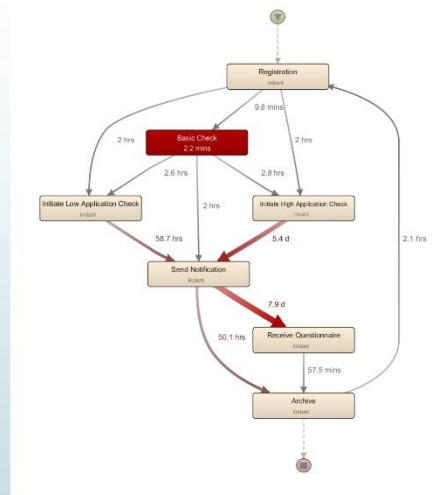 Registration
instant
9.8 mins
Basic Check
2.2 mins
2 hrs
2 hrs
2.6 hrs
2.8 hrs
Initiate Low Application Check
instant
2 hrs
Initiate High Application Check
instant
58.7 hrs
5.4 d
2.1 hrs
Send Notification
instant
7.9 d
50.1 hrs
Receive Questionnaire
instant
57.5 mins
Archive
instant